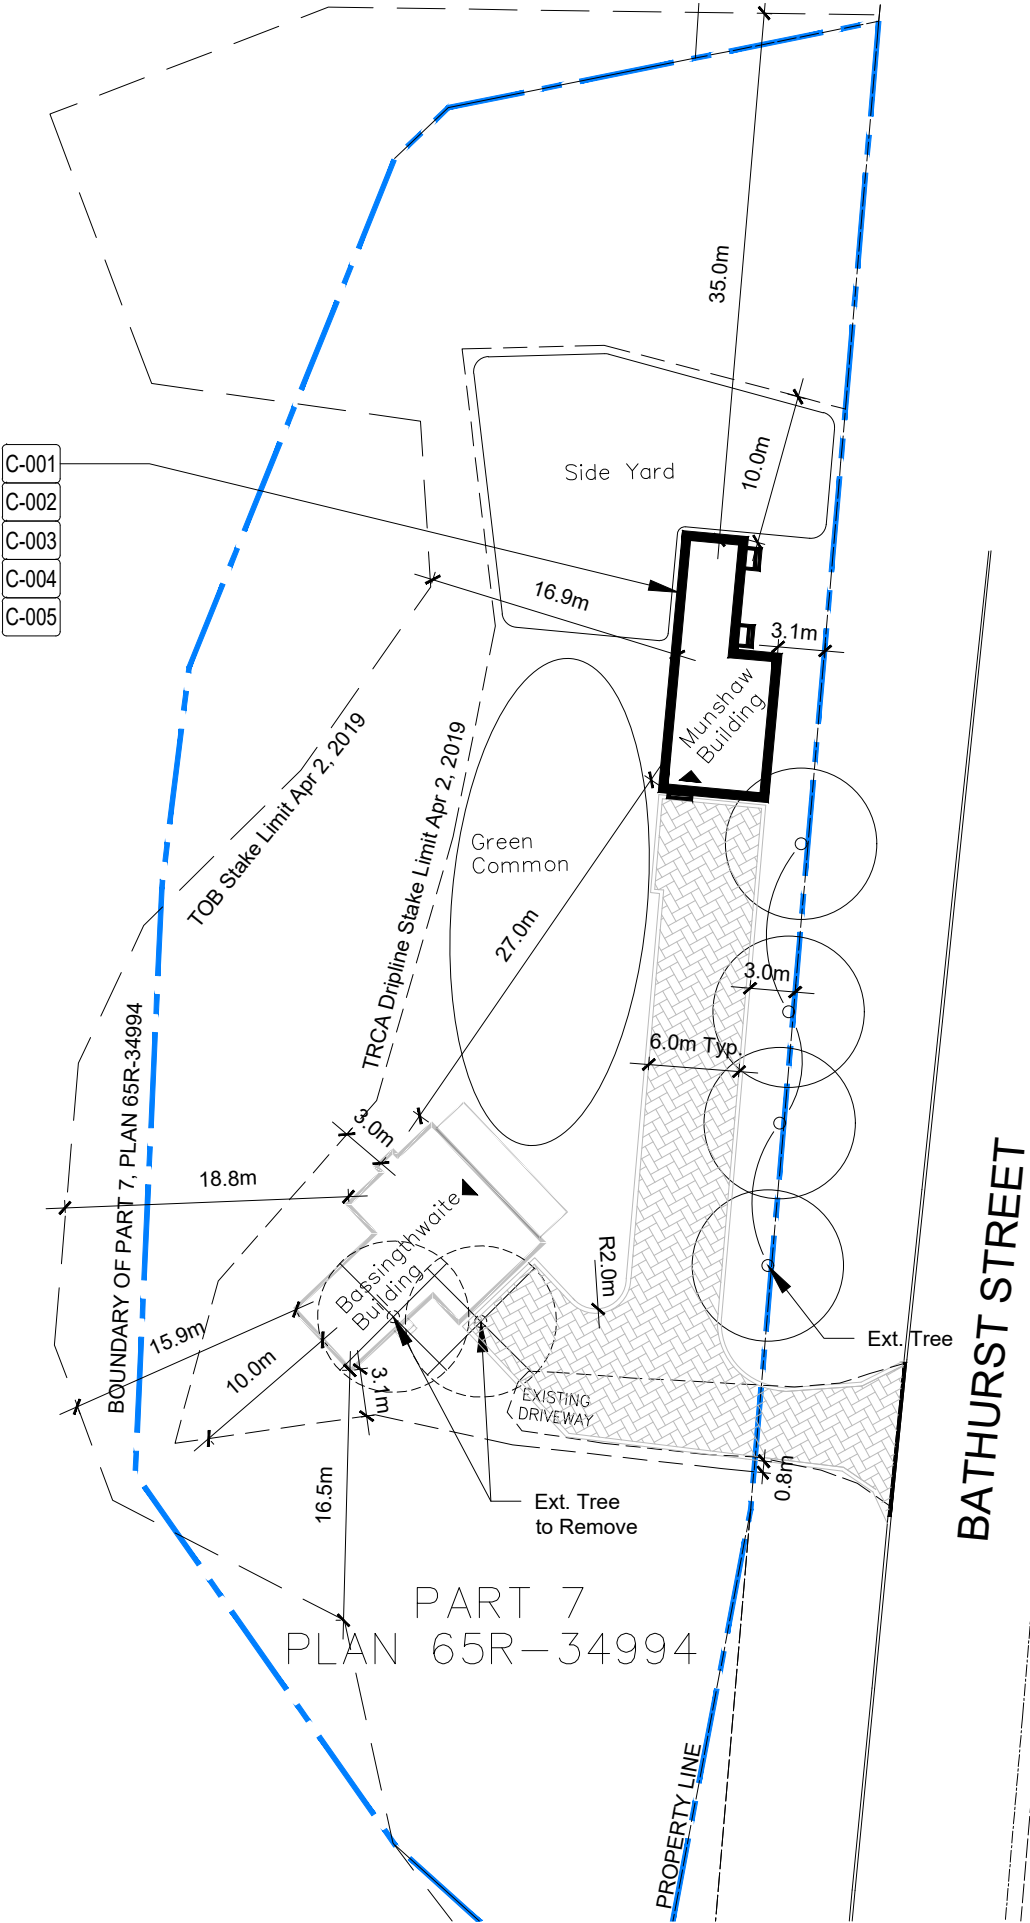 35.0m
10.0m
Side Yard
C-001
C-002
C-003
C-004
C-005
16.9m
3.1m
Munshaw
Building
TOB Stake Limit Apr 2, 2019
TRCA Dripline Stake Limit Apr 2, 2019
Green
Common
27.0m
3.0m
6.0m Typ.
BOUNDARY OF PART 7, PLAN 65R-34994
3.0m
18.8m
Bassingthwaite
Building
R2.0m
BATHURST STREET
Ext. Tree
15.9m
10.0m
3.1m
EXISTING
DRIVEWAY
0.8m
16.5m
Ext. Tree
to Remove
PART 7
PLAN 65R-34994
PROPERTY LINE